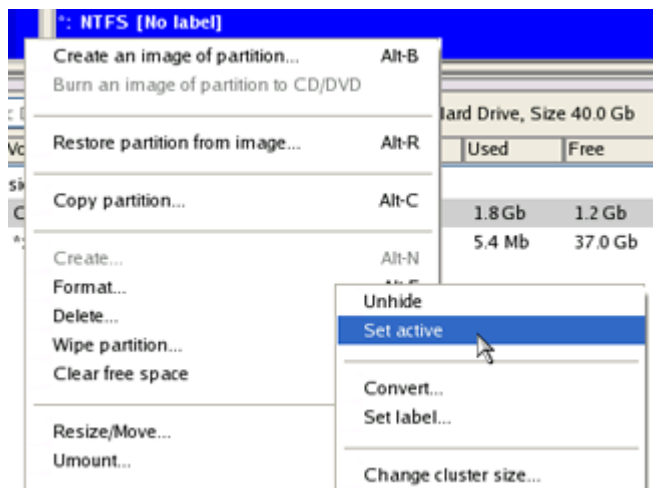 *: NTFS [No label]
Create an image of partition... Alt-B
Burn an image of partition to CD/DVD
Hard Drive, Size 40.0 Gb
Restore partition from image... Alt-R
Used Free
Copy partition... Alt-C
C 1.8 Gb 1.2 Gb
*: 5.4 Mb 37.0 Gb
Create... Alt-N
Format...
Unhide
Delete...
Set active
Wipe partition...
Clear free space
Convert...
Set label...
Resize/Move...
Umount...
Change cluster size...